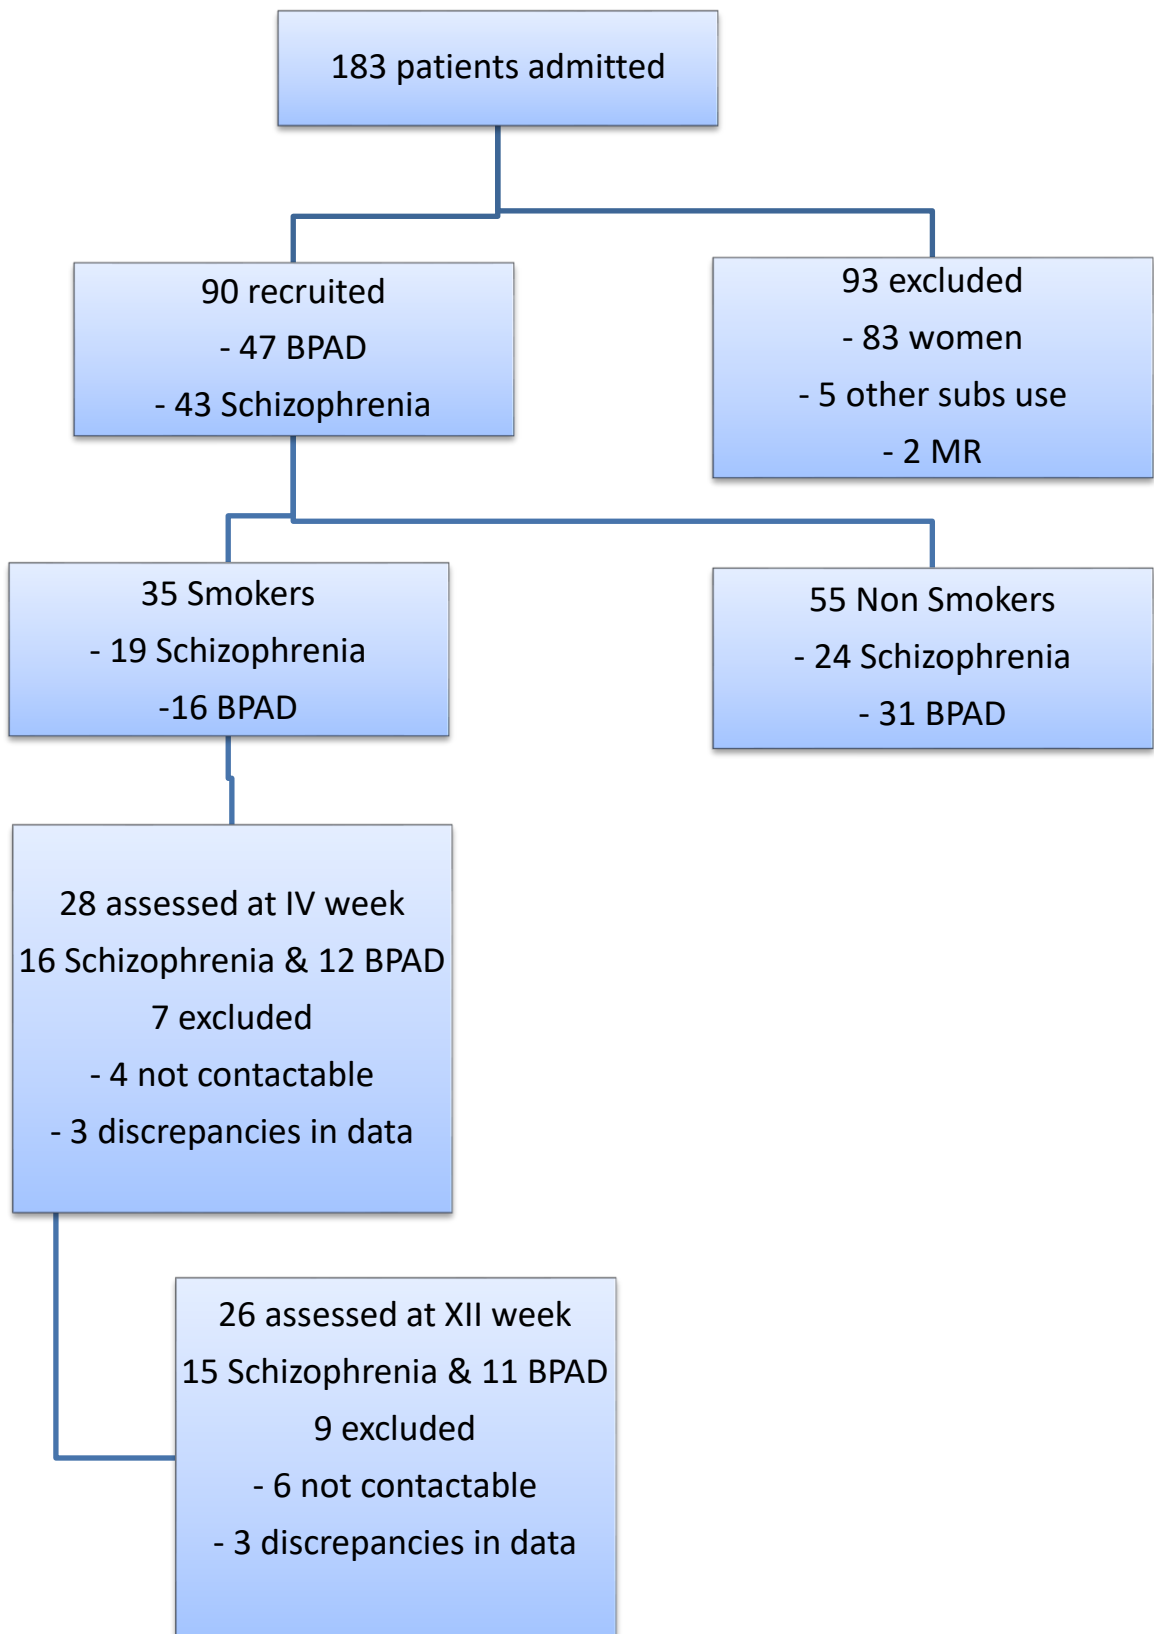 183 patients admitted
90 recruited
- 47 BPAD
- 43 Schizophrenia
93 excluded
- 83 women
- 5 other subs use
- 2 MR
35 Smokers
- 19 Schizophrenia
-16 BPAD
55 Non Smokers
- 24 Schizophrenia
- 31 BPAD
28 assessed at IV week
16 Schizophrenia & 12 BPAD
7 excluded
- 4 not contactable
- 3 discrepancies in data
26 assessed at XII week
15 Schizophrenia & 11 BPAD
9 excluded
- 6 not contactable
- 3 discrepancies in data